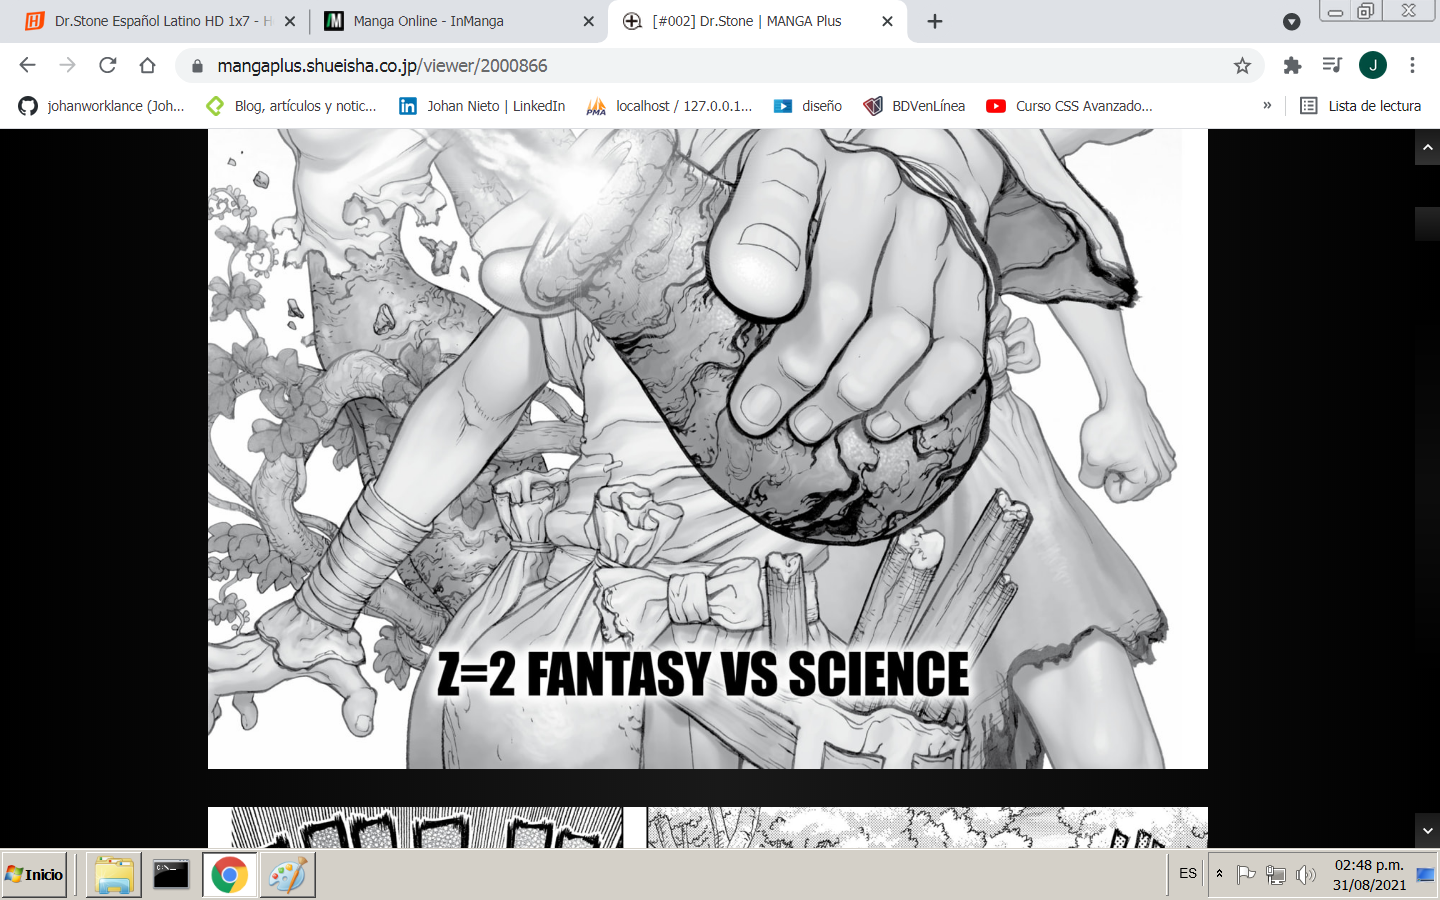 Dr.Stone Español Latino HD 1x7 - H
Manga Online - InManga
[#002] Dr.Stone | MANGA Plus
mangaplus.shueisha.co.jp/viewer/2000866
J
johanworklance (Joh...
Blog, artículos y notic...
Johan Nieto | LinkedIn
localhost / 127.0.0.1...
diseño
BDVenLínea
Curso CSS Avanzado...
»
Lista de lectura
Z=2 FANTASY VS SCIENCE
Inicio
ES
02:48 p.m.
31/08/2021